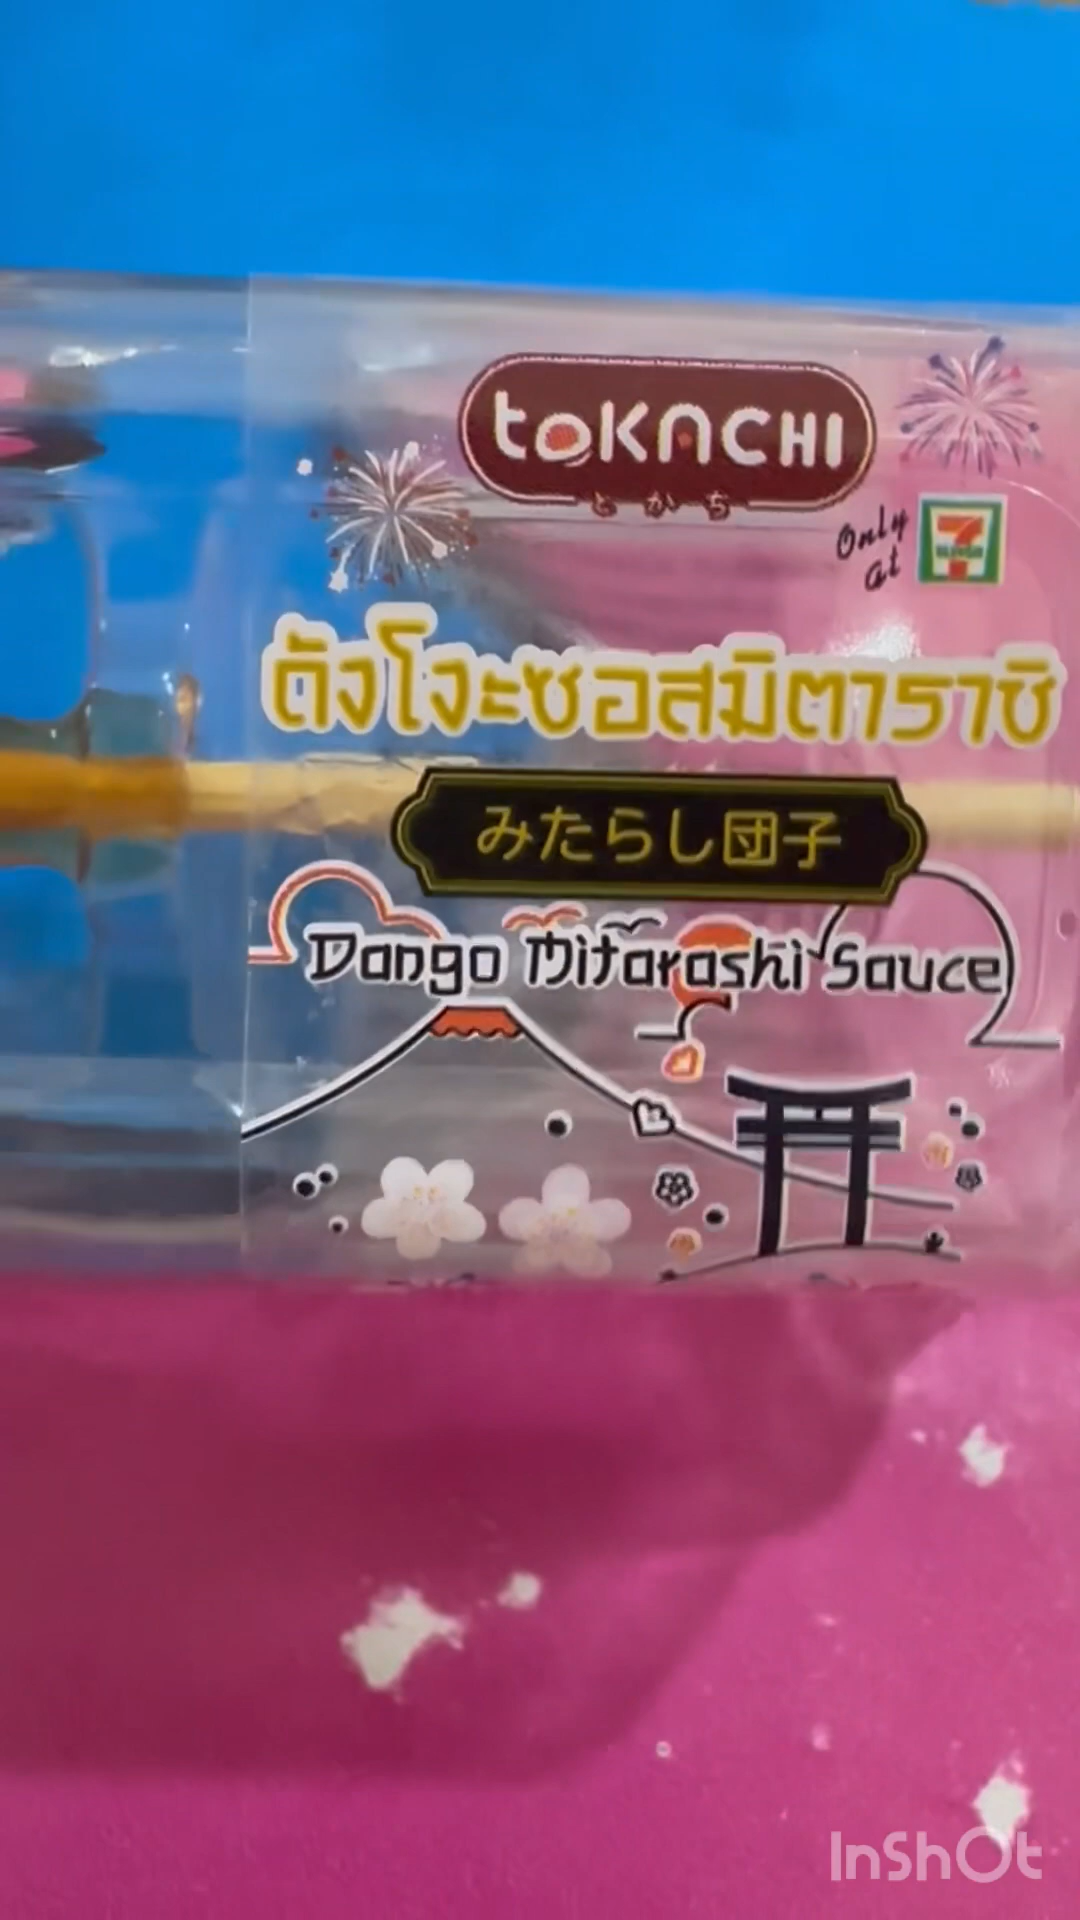 toKACHI
とかち
Only
at
7
ELEVEN
ดังโงะซอสมิตาราชิ
みたらし団子
Dango Mitarashi Sauce
InShOt